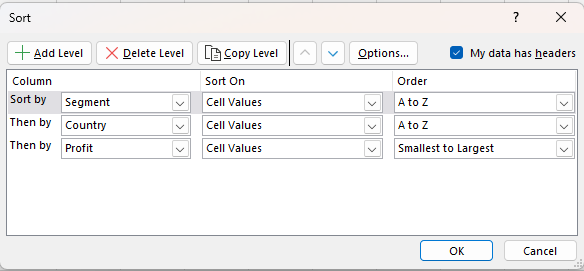 Sort ? ×
Add Level Delete Level Copy Level Options... My data has headers
Column Sort On Order
Sort by Segment Cell Values A to Z
Then by Country Cell Values A to Z
Then by Profit Cell Values Smallest to Largest
OK Cancel